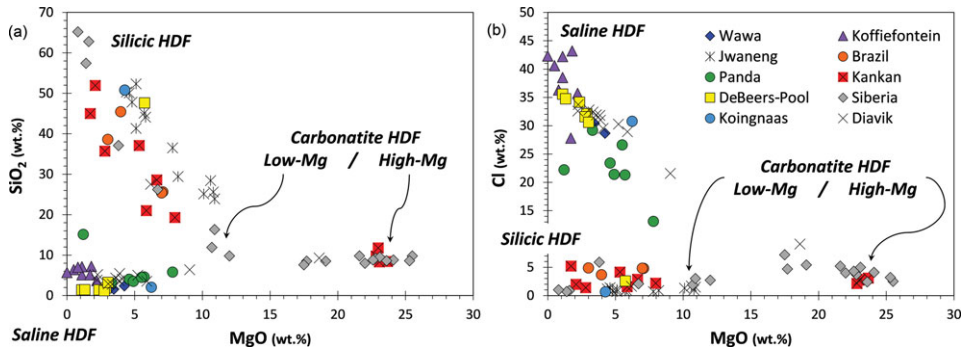 (a)
SiO2 (wt.%)
80
70
60
50
40
30
20
10
0
0 5 10 15 20 25 30
MgO (wt.%)
Silicic HDF
Carbonatite HDF
Low-Mg / High-Mg
Saline HDF
(b)
Cl (wt.%)
50
45
40
35
30
25
20
15
10
5
0
0 5 10 15 20 25 30
MgO (wt.%)
Saline HDF
Wawa
Koffiefontein
Jwaneng
Brazil
Panda
Kankan
DeBeers-Pool
Siberia
Koingnaas
Diavik
Carbonatite HDF
Low-Mg / High-Mg
Silicic HDF